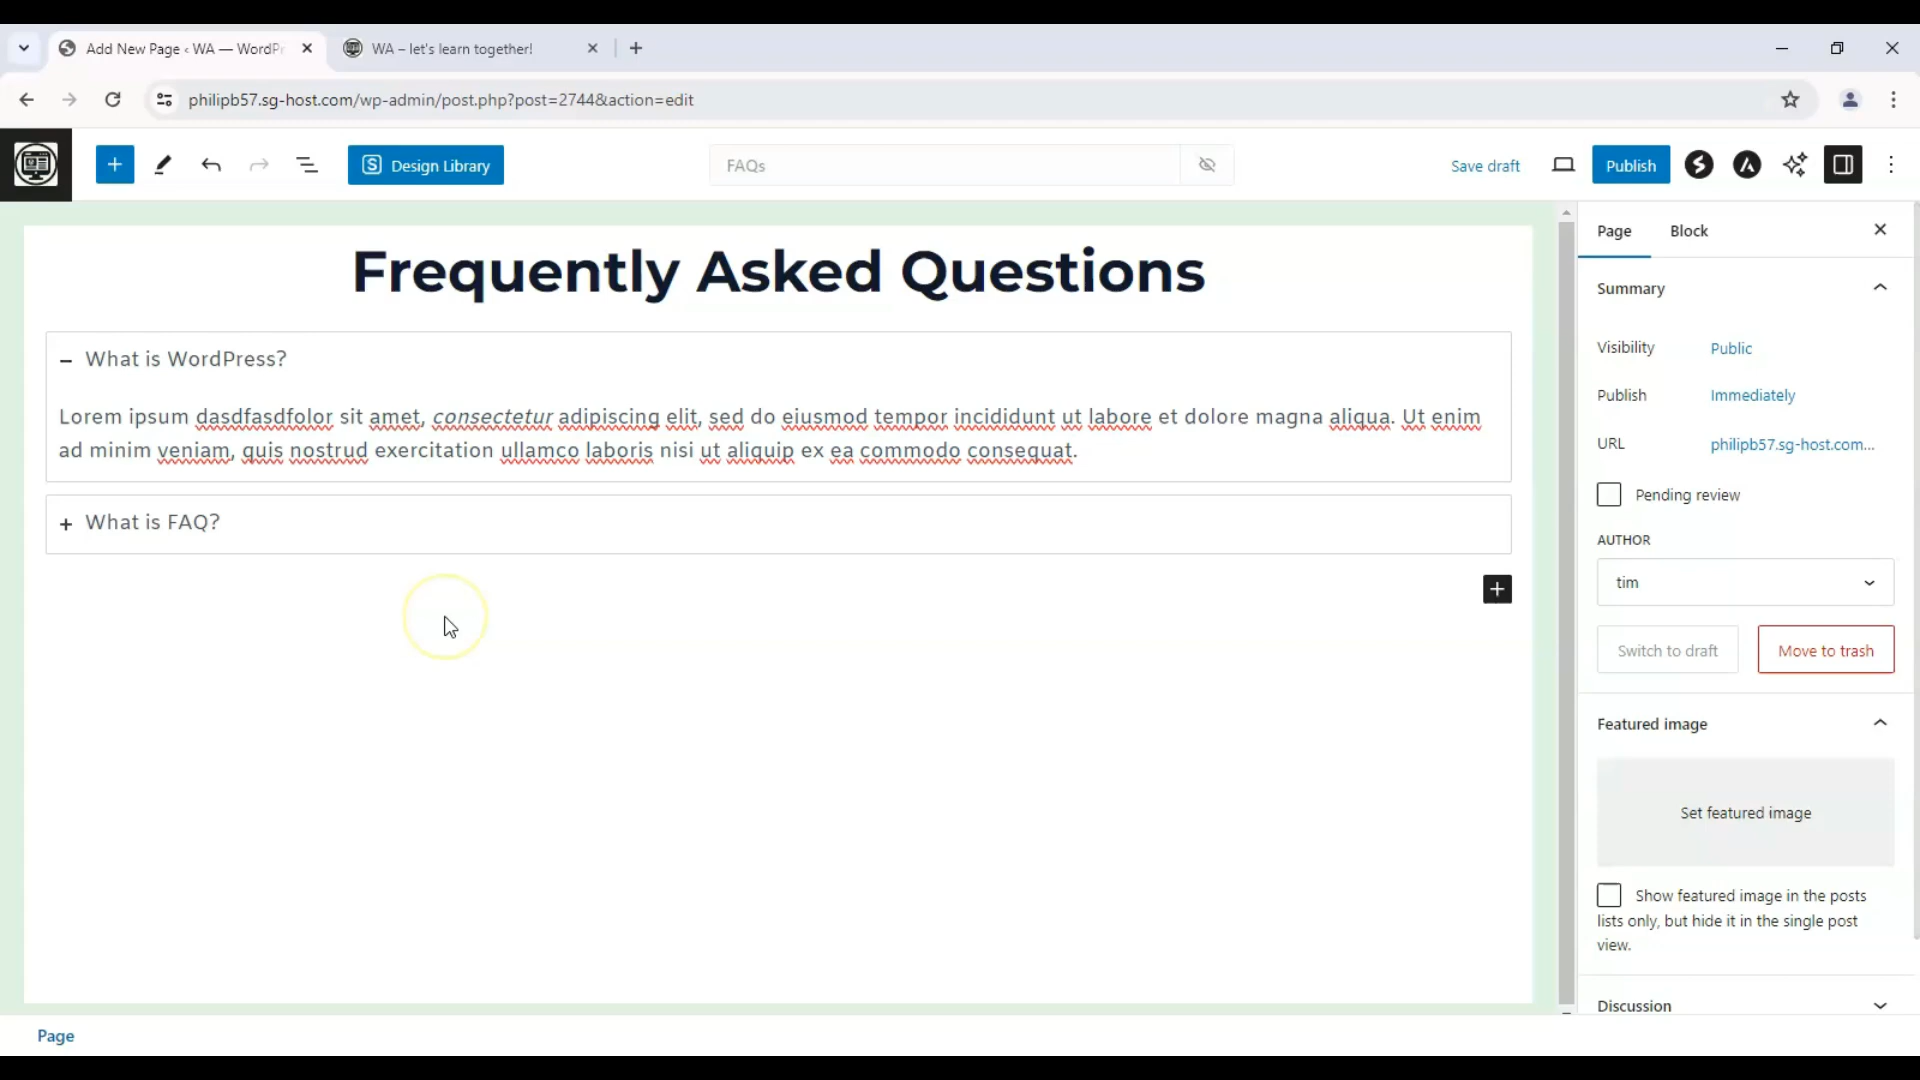 Add New Page ‹ WA — WordPr
WA – let's learn together!
philipb57.sg-host.com/wp-admin/post.php?post=2744&action=edit
Design Library
FAQs
Save draft
Publish
Frequently Asked Questions
What is WordPress?
Lorem ipsum dasdfasdfolor sit amet, consectetur adipiscing elit, sed do eiusmod tempor incididunt ut labore et dolore magna aliqua. Ut enim
ad minim veniam, quis nostrud exercitation ullamco laboris nisi ut aliquip ex ea commodo consequat.
What is FAQ?
Page
Block
Summary
Visibility
Public
Publish
Immediately
URL
philipb57.sg-host.com...
Pending review
AUTHOR
tim
Switch to draft
Move to trash
Featured image
Set featured image
Show featured image in the posts
lists only, but hide it in the single post
view.
Discussion
Page